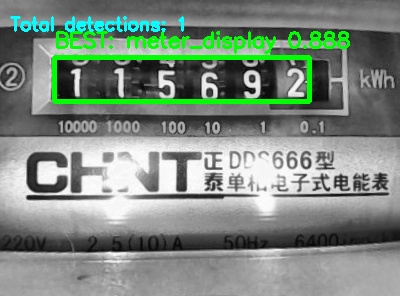 Total detections: 1
BEST: meter_display 0.888
② 1 1 5 6 9 2 kWh
10000 1000 100 10 1 0.1
CHNT 正泰 DDS666型
单相电子式电能表
220V 2.5(10)A 50Hz 6400